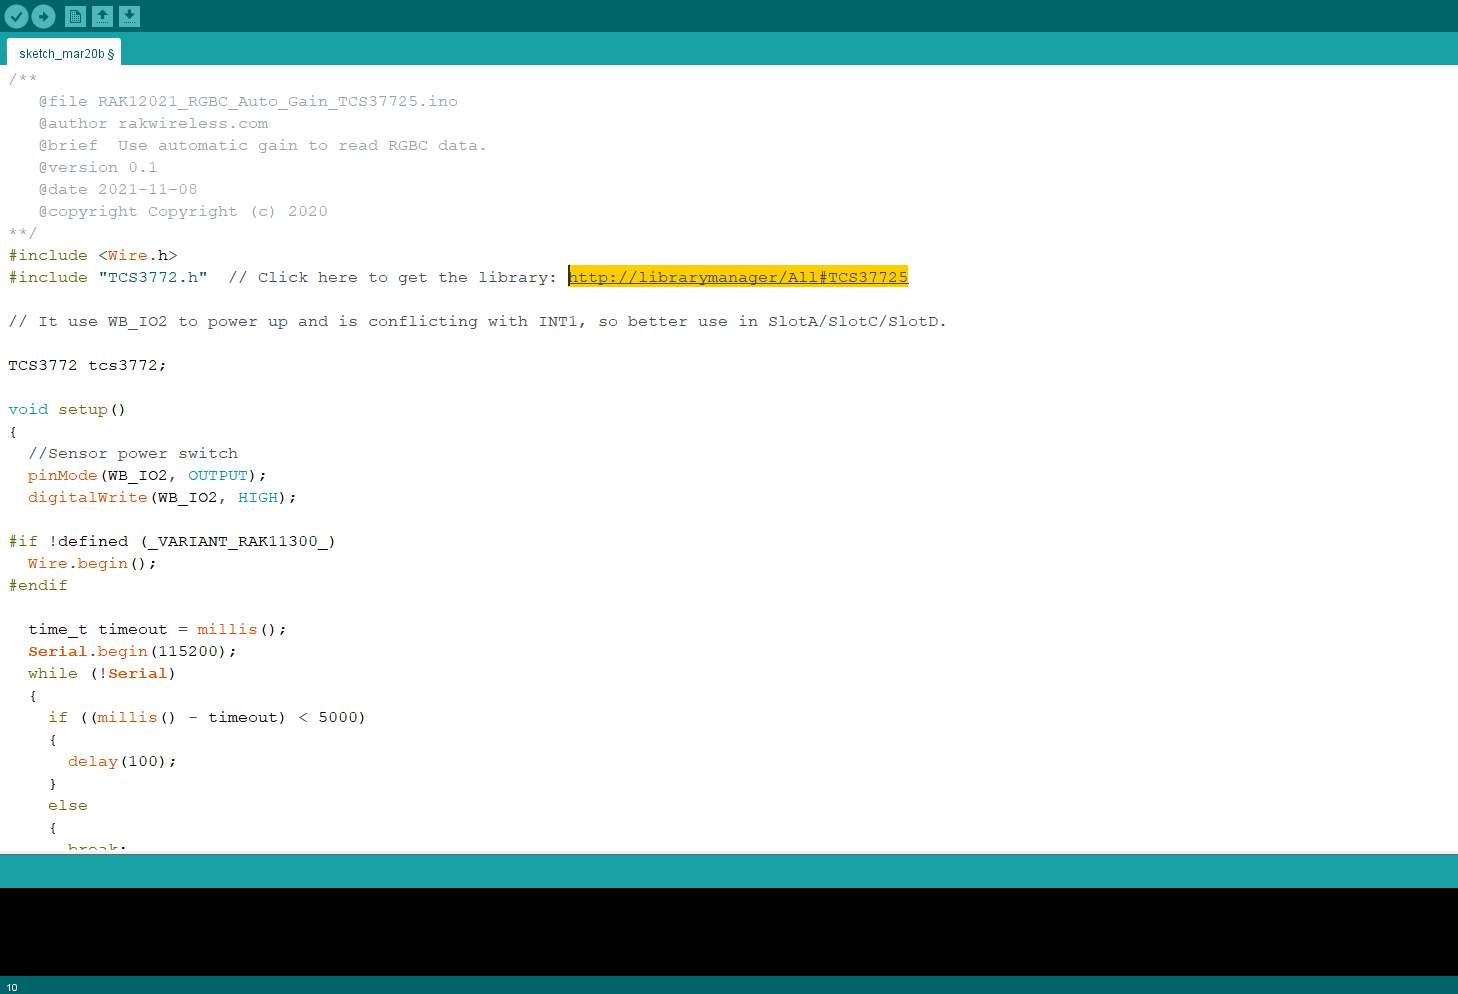 sketch_mar20b §
/**
   @file RAK12021_RGBC_Auto_Gain_TCS37725.ino
   @author rakwireless.com
   @brief  Use automatic gain to read RGBC data.
   @version 0.1
   @date 2021-11-08
   @copyright Copyright (c) 2020
**/
#include <Wire.h>
#include "TCS3772.h"  // Click here to get the library: http://librarymanager/All#TCS37725
// It use WB_IO2 to power up and is conflicting with INT1, so better use in SlotA/SlotC/SlotD.
TCS3772 tcs3772;
void setup()
{
  //Sensor power switch
  pinMode(WB_IO2, OUTPUT);
  digitalWrite(WB_IO2, HIGH);
#if !defined (_VARIANT_RAK11300_)
  Wire.begin();
#endif
  time_t timeout = millis();
  Serial.begin(115200);
  while (!Serial)
  {
    if ((millis() - timeout) < 5000)
    {
      delay(100);
    }
    else
    {
      break;
10